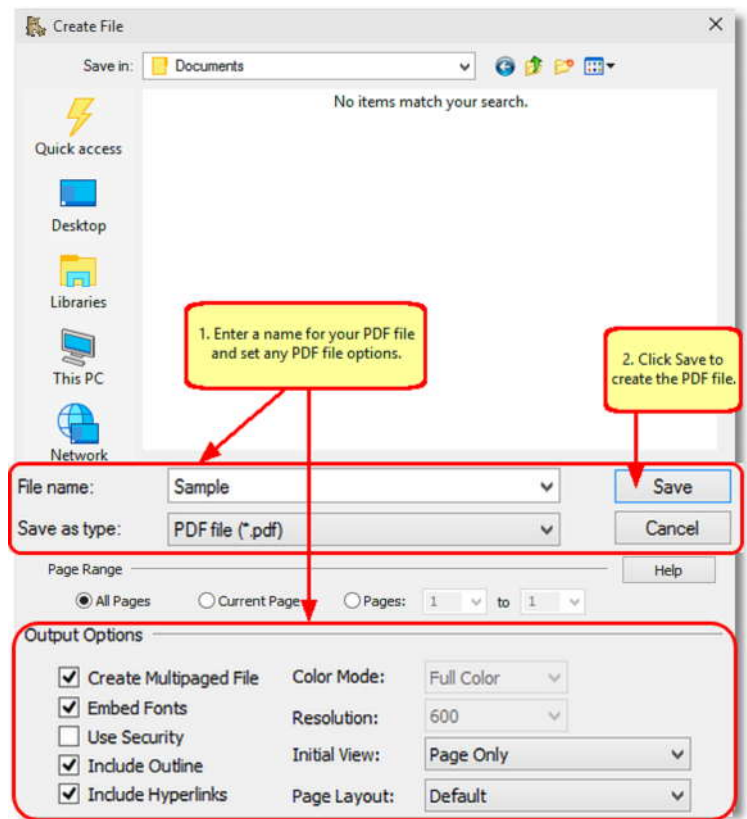 Create File
Save in: Documents
No items match your search.
Quick access
Desktop
Libraries
This PC
Network
1. Enter a name for your PDF file
and set any PDF file options.
2. Click Save to
create the PDF file.
File name: Sample Save
Save as type: PDF file (*.pdf) Cancel
Page Range Help
All Pages Current Page Pages: 1 to 1
Output Options
Create Multipaged File Color Mode: Full Color
Embed Fonts Resolution: 600
Use Security
Include Outline Initial View: Page Only
Include Hyperlinks Page Layout: Default